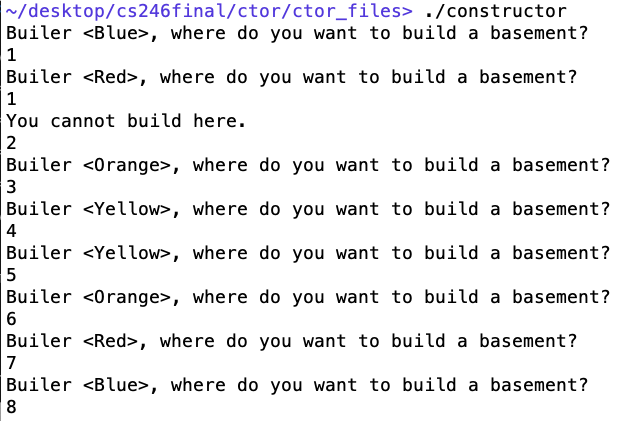 ~/desktop/cs246final/ctor/ctor_files> ./constructor
Builer <Blue>, where do you want to build a basement?
1
Builer <Red>, where do you want to build a basement?
1
You cannot build here.
2
Builer <Orange>, where do you want to build a basement?
3
Builer <Yellow>, where do you want to build a basement?
4
Builer <Yellow>, where do you want to build a basement?
5
Builer <Orange>, where do you want to build a basement?
6
Builer <Red>, where do you want to build a basement?
7
Builer <Blue>, where do you want to build a basement?
8